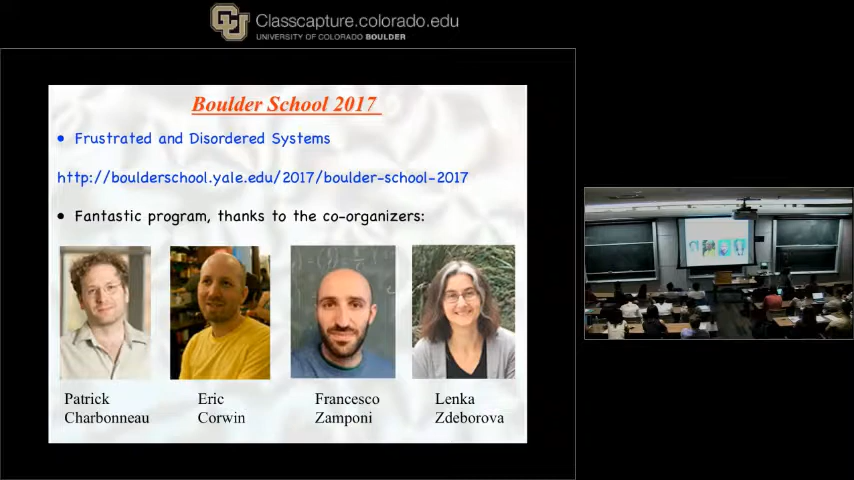 Classcapture.colorado.edu
UNIVERSITY OF COLORADO BOULDER
Boulder School 2017
• Frustrated and Disordered Systems
http://boulderschool.yale.edu/2017/boulder-school-2017
• Fantastic program, thanks to the co-organizers:
Patrick
Charbonneau
Eric
Corwin
Francesco
Zamponi
Lenka
Zdeborova